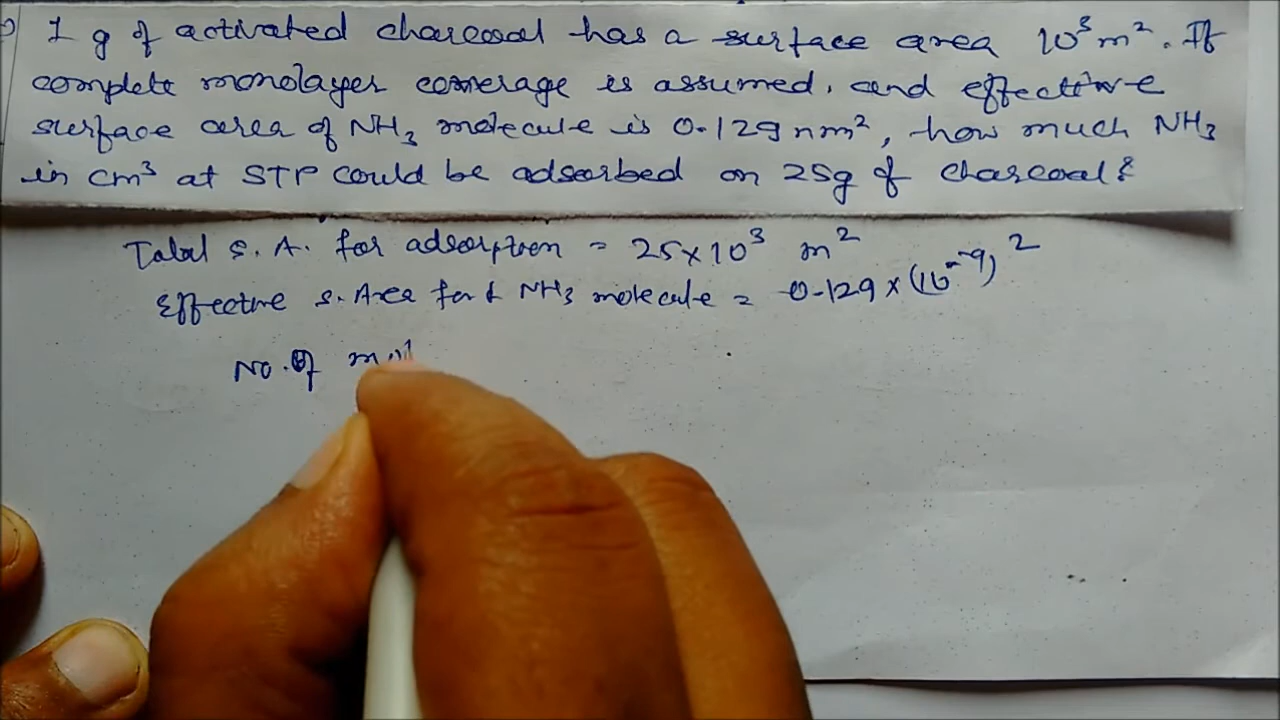 1 g of activated charcoal has a surface area 10³ m². If
complete monolayer coverage is assumed, and effective
surface area of NH₃ molecule is 0.129 nm², how much NH₃
in cm³ at STP could be adsorbed on 25g of charcoal?
Total S. A. for adsorption = 25×10³ m²
Effective S. Area for 1 NH₃ molecule = 0.129 × (10⁻⁹)²
No. of mol